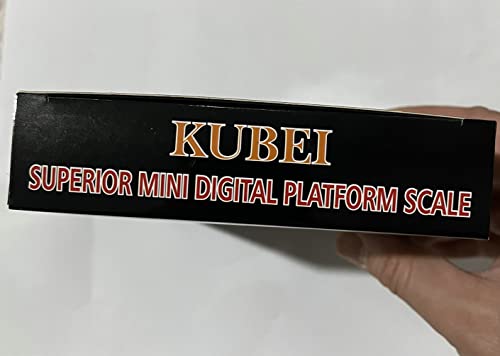 KUBEI
SUPERIOR MINI DIGITAL PLATFORM SCALE